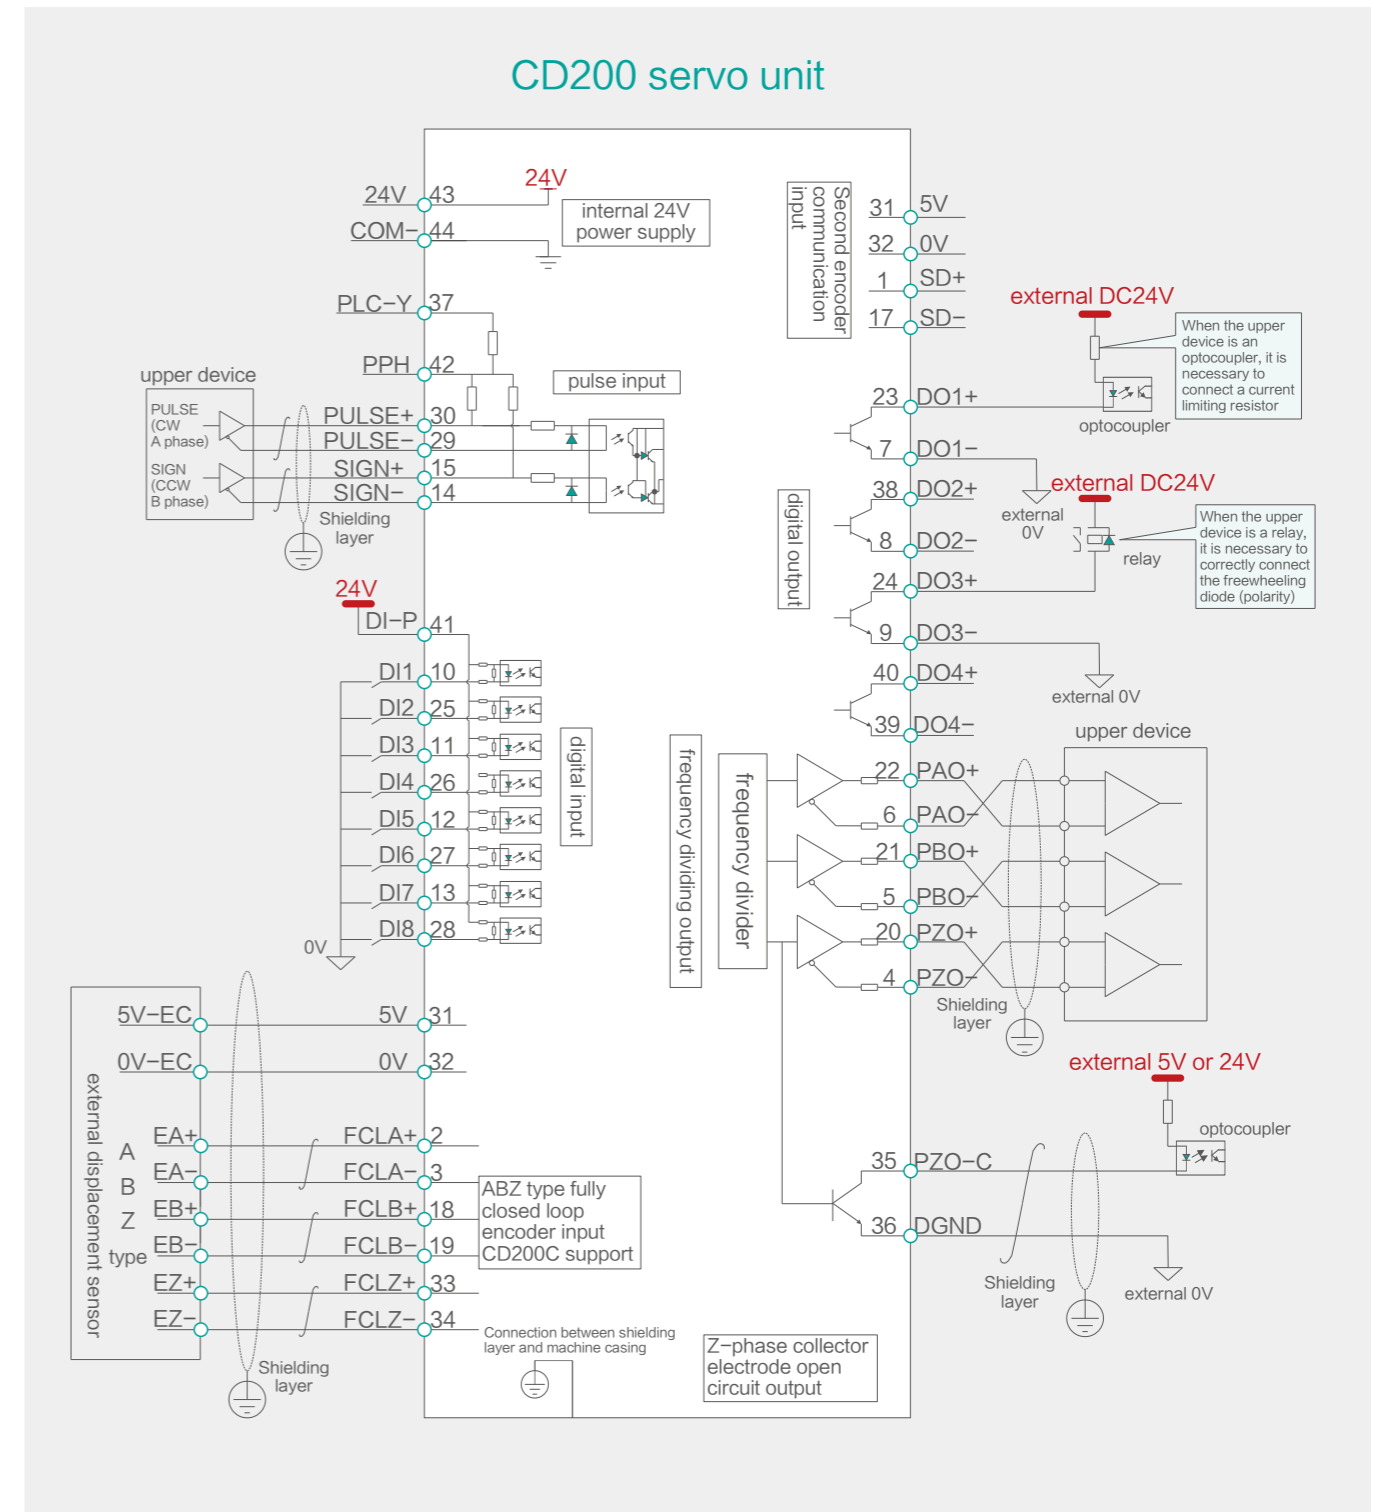 CD200 servo unit
24V 43
24V
COM− 44
internal 24V
power supply
PLC−Y 37
PPH 42
pulse input
upper device
PULSE
(CW
A phase)
SIGN
(CCW
B phase)
PULSE+ 30
PULSE− 29
SIGN+ 15
SIGN− 14
Shielding
layer
24V
DI−P 41
DI1 10
DI2 25
DI3 11
DI4 26
DI5 12
DI6 27
DI7 13
DI8 28
0V
digital input
external displacement sensor
5V−EC
0V−EC
A
B
Z
type
EA+
EA−
EB+
EB−
EZ+
EZ−
5V 31
0V 32
FCLA+ 2
FCLA− 3
FCLB+ 18
FCLB− 19
FCLZ+ 33
FCLZ− 34
Shielding
layer
ABZ type fully
closed loop
encoder input
CD200C support
Connection between shielding
layer and machine casing
Second encoder
communication
input
31 5V
32 0V
1 SD+
17 SD−
external DC24V
When the upper
device is an
optocoupler, it is
necessary to
connect a current
limiting resistor
optocoupler
23 DO1+
7 DO1−
external
0V
38 DO2+
8 DO2−
24 DO3+
9 DO3−
40 DO4+
39 DO4−
digital output
external DC24V
relay
When the upper
device is a relay,
it is necessary to
correctly connect
the freewheeling
diode (polarity)
external 0V
frequency dividing output
frequency divider
22 PAO+
6 PAO−
21 PBO+
5 PBO−
20 PZO+
4 PZO−
upper device
Shielding
layer
external 5V or 24V
optocoupler
35 PZO−C
36 DGND
Shielding
layer
external 0V
Z−phase collector
electrode open
circuit output